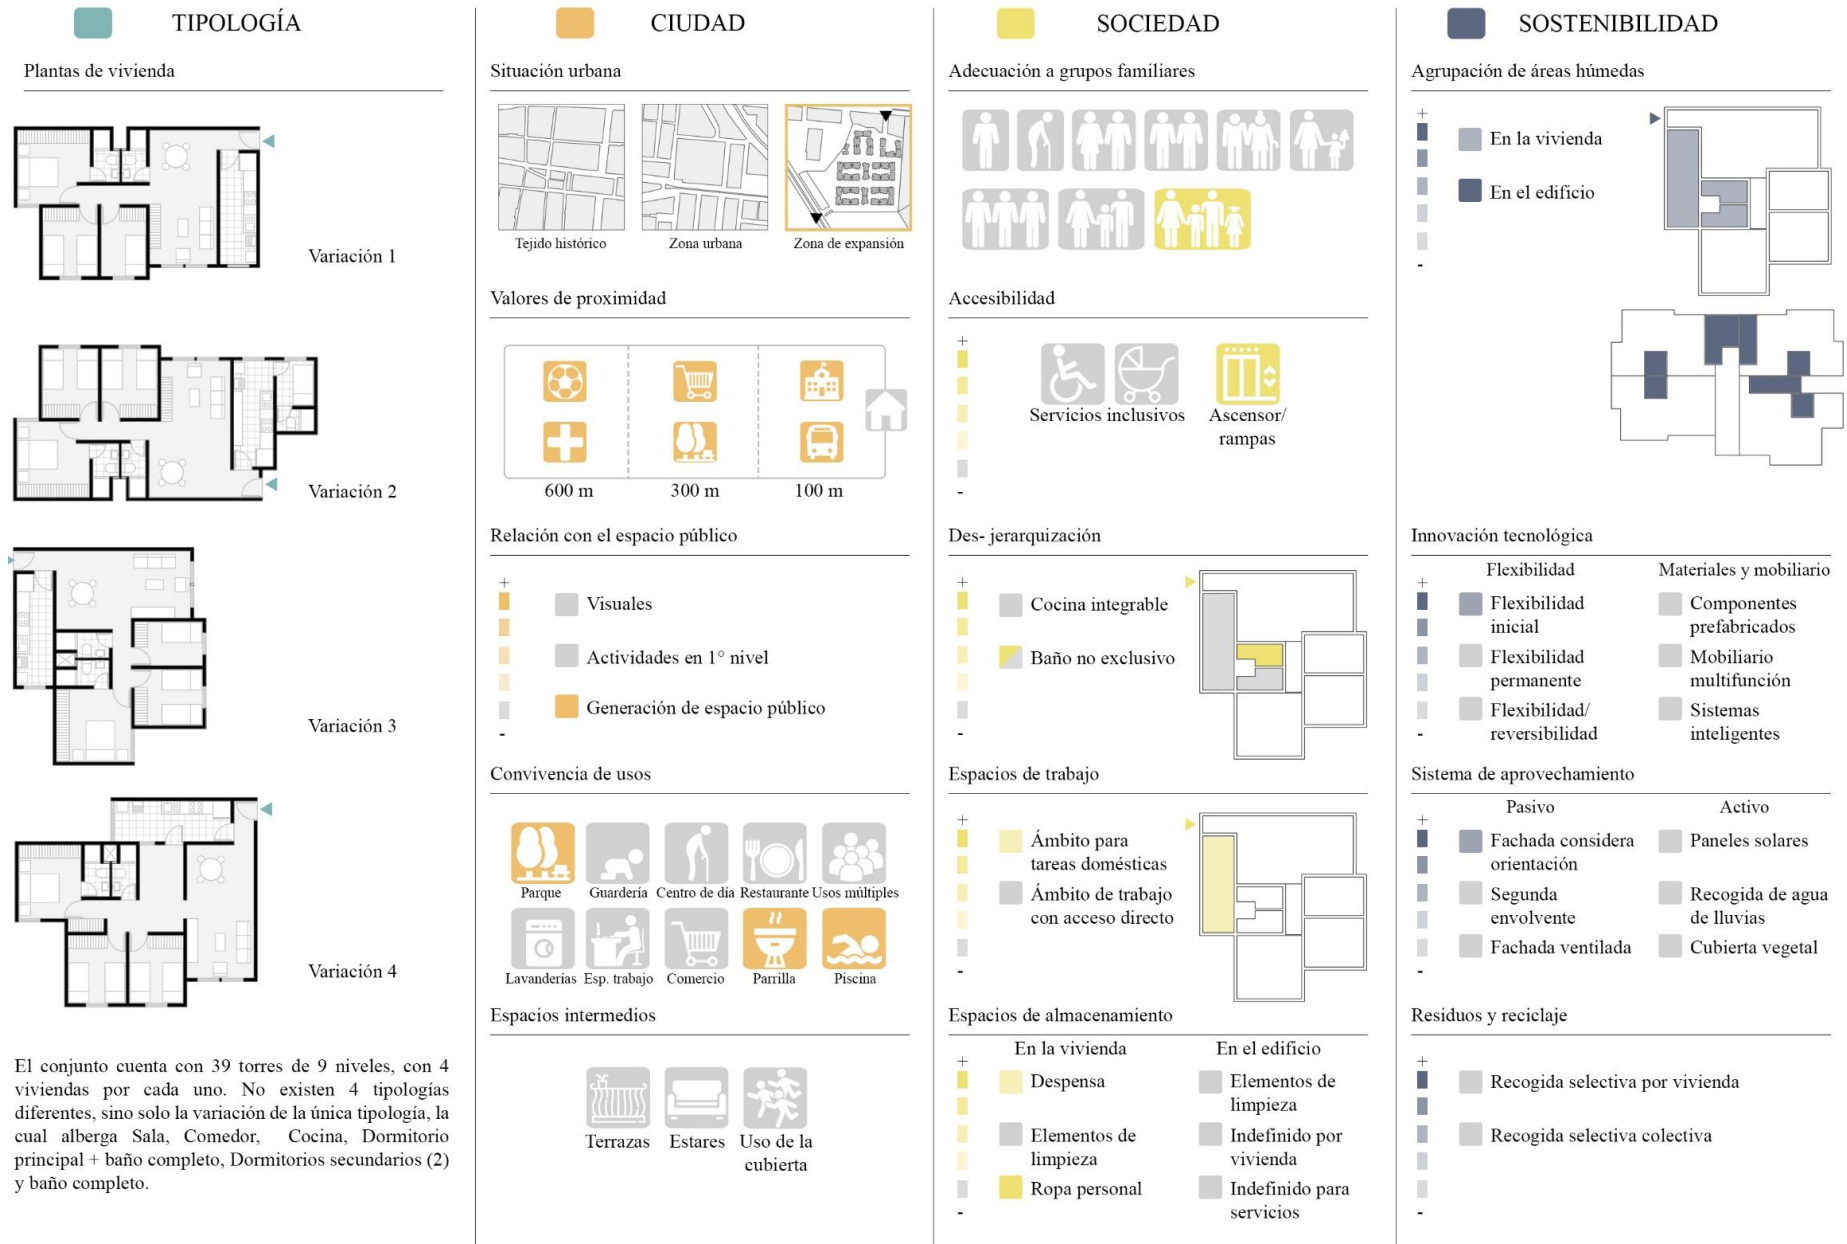 TIPOLOGÍA
Plantas de vivienda
Variación 1
Variación 2
Variación 3
Variación 4
El conjunto cuenta con 39 torres de 9 niveles, con 4
viviendas por cada uno. No existen 4 tipologías
diferentes, sino solo la variación de la única tipología, la
cual alberga Sala, Comedor, Cocina, Dormitorio
principal + baño completo, Dormitorios secundarios (2)
y baño completo.
CIUDAD
Situación urbana
Tejido histórico
Zona urbana
Zona de expansión
Valores de proximidad
600 m
300 m
100 m
Relación con el espacio público
+
Visuales
Actividades en 1° nivel
Generación de espacio público
-
Convivencia de usos
Parque
Guardería
Centro de día
Restaurante
Usos múltiples
Lavanderías
Esp. trabajo
Comercio
Parrilla
Piscina
Espacios intermedios
Terrazas
Estares
Uso de la
cubierta
SOCIEDAD
Adecuación a grupos familiares
Accesibilidad
+
Servicios inclusivos
Ascensor/
rampas
-
Des- jerarquización
+
Cocina integrable
Baño no exclusivo
-
Espacios de trabajo
+
Ámbito para
tareas domésticas
Ámbito de trabajo
con acceso directo
-
Espacios de almacenamiento
En la vivienda
+
Despensa
Elementos de
limpieza
Ropa personal
-
En el edificio
Elementos de
limpieza
Indefinido por
vivienda
Indefinido para
servicios
SOSTENIBILIDAD
Agrupación de áreas húmedas
+
En la vivienda
En el edificio
-
Innovación tecnológica
Flexibilidad
+
Flexibilidad
inicial
Flexibilidad
permanente
Flexibilidad/
reversibilidad
-
Materiales y mobiliario
Componentes
prefabricados
Mobiliario
multifunción
Sistemas
inteligentes
Sistema de aprovechamiento
Pasivo
+
Fachada considera
orientación
Segunda
envolvente
Fachada ventilada
-
Activo
Paneles solares
Recogida de agua
de lluvias
Cubierta vegetal
Residuos y reciclaje
+
Recogida selectiva por vivienda
Recogida selectiva colectiva
-